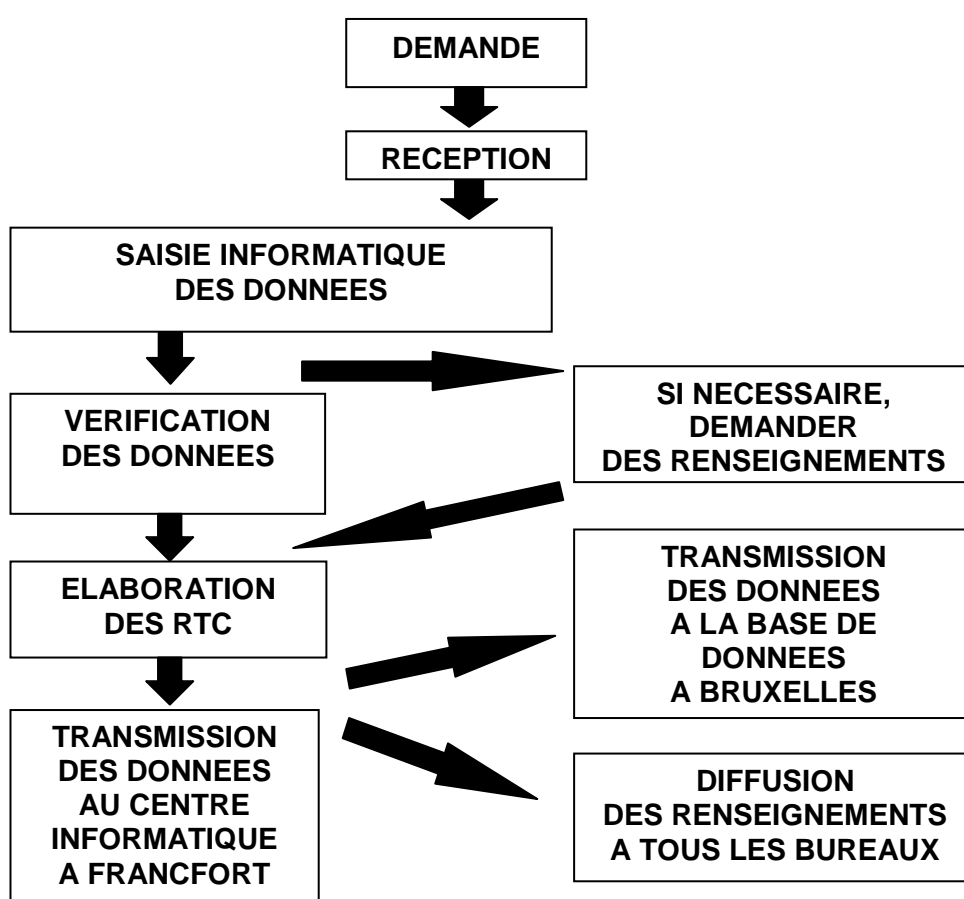 DEMANDE
RECEPTION
SAISIE INFORMATIQUE
DES DONNEES
VERIFICATION
DES DONNEES
SI NECESSAIRE,
DEMANDER
DES RENSEIGNEMENTS
ELABORATION
DES RTC
TRANSMISSION
DES DONNEES
A LA BASE DE
DONNEES
A BRUXELLES
TRANSMISSION
DES DONNEES
AU CENTRE
INFORMATIQUE
A FRANCFORT
DIFFUSION
DES RENSEIGNEMENTS
A TOUS LES BUREAUX